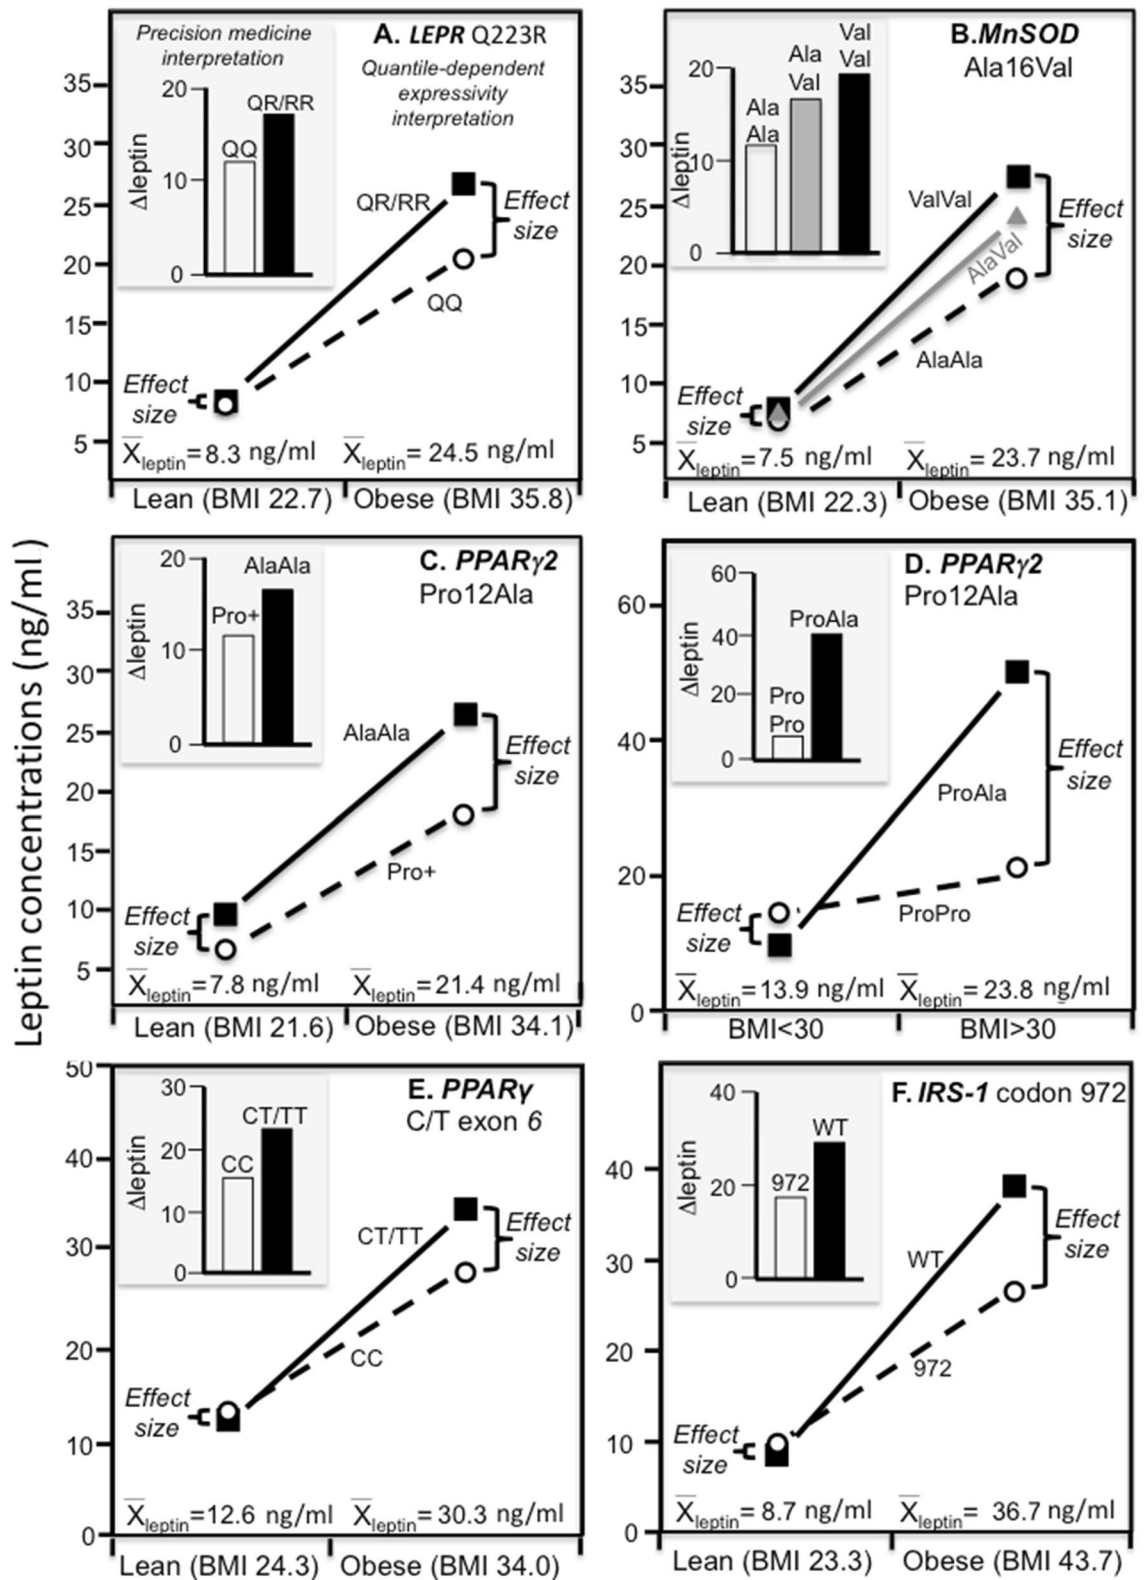 Leptin concentrations (ng/ml)
A. LEPR Q223R
Precision medicine
interpretation
Quantile-dependent
expressivity
interpretation
Δleptin
20
10
0
QQ
QR/RR
35
30
25
20
15
10
5
QR/RR
QQ
Effect
size
Effect
size
X̅leptin=8.3 ng/ml
X̅leptin= 24.5 ng/ml
Lean (BMI 22.7)
Obese (BMI 35.8)
B.MnSOD
Ala16Val
Δleptin
20
10
0
Ala
Ala
Ala
Val
Val
Val
35
30
25
20
15
10
5
ValVal
AlaVal
AlaAla
Effect
size
Effect
size
X̅leptin=7.5 ng/ml
X̅leptin= 23.7 ng/ml
Lean (BMI 22.3)
Obese (BMI 35.1)
C. PPARγ2
Pro12Ala
Δleptin
20
10
0
Pro+
AlaAla
35
30
25
20
15
10
5
AlaAla
Pro+
Effect
size
Effect
size
X̅leptin=7.8 ng/ml
X̅leptin=21.4 ng/ml
Lean (BMI 21.6)
Obese (BMI 34.1)
D. PPARγ2
Pro12Ala
Δleptin
60
40
20
0
Pro
Pro
ProAla
60
40
20
0
ProAla
ProPro
Effect
size
Effect
size
X̅leptin=13.9 ng/ml
X̅leptin=23.8 ng/ml
BMI<30
BMI>30
E. PPARγ
C/T exon 6
Δleptin
30
20
10
0
CC
CT/TT
50
40
30
20
10
0
CT/TT
CC
Effect
size
Effect
size
X̅leptin=12.6 ng/ml
X̅leptin=30.3 ng/ml
Lean (BMI 24.3)
Obese (BMI 34.0)
F. IRS-1 codon 972
Δleptin
40
20
0
972
WT
40
30
20
10
0
WT
972
Effect
size
Effect
size
X̅leptin= 8.7 ng/ml
X̅leptin= 36.7 ng/ml
Lean (BMI 23.3)
Obese (BMI 43.7)